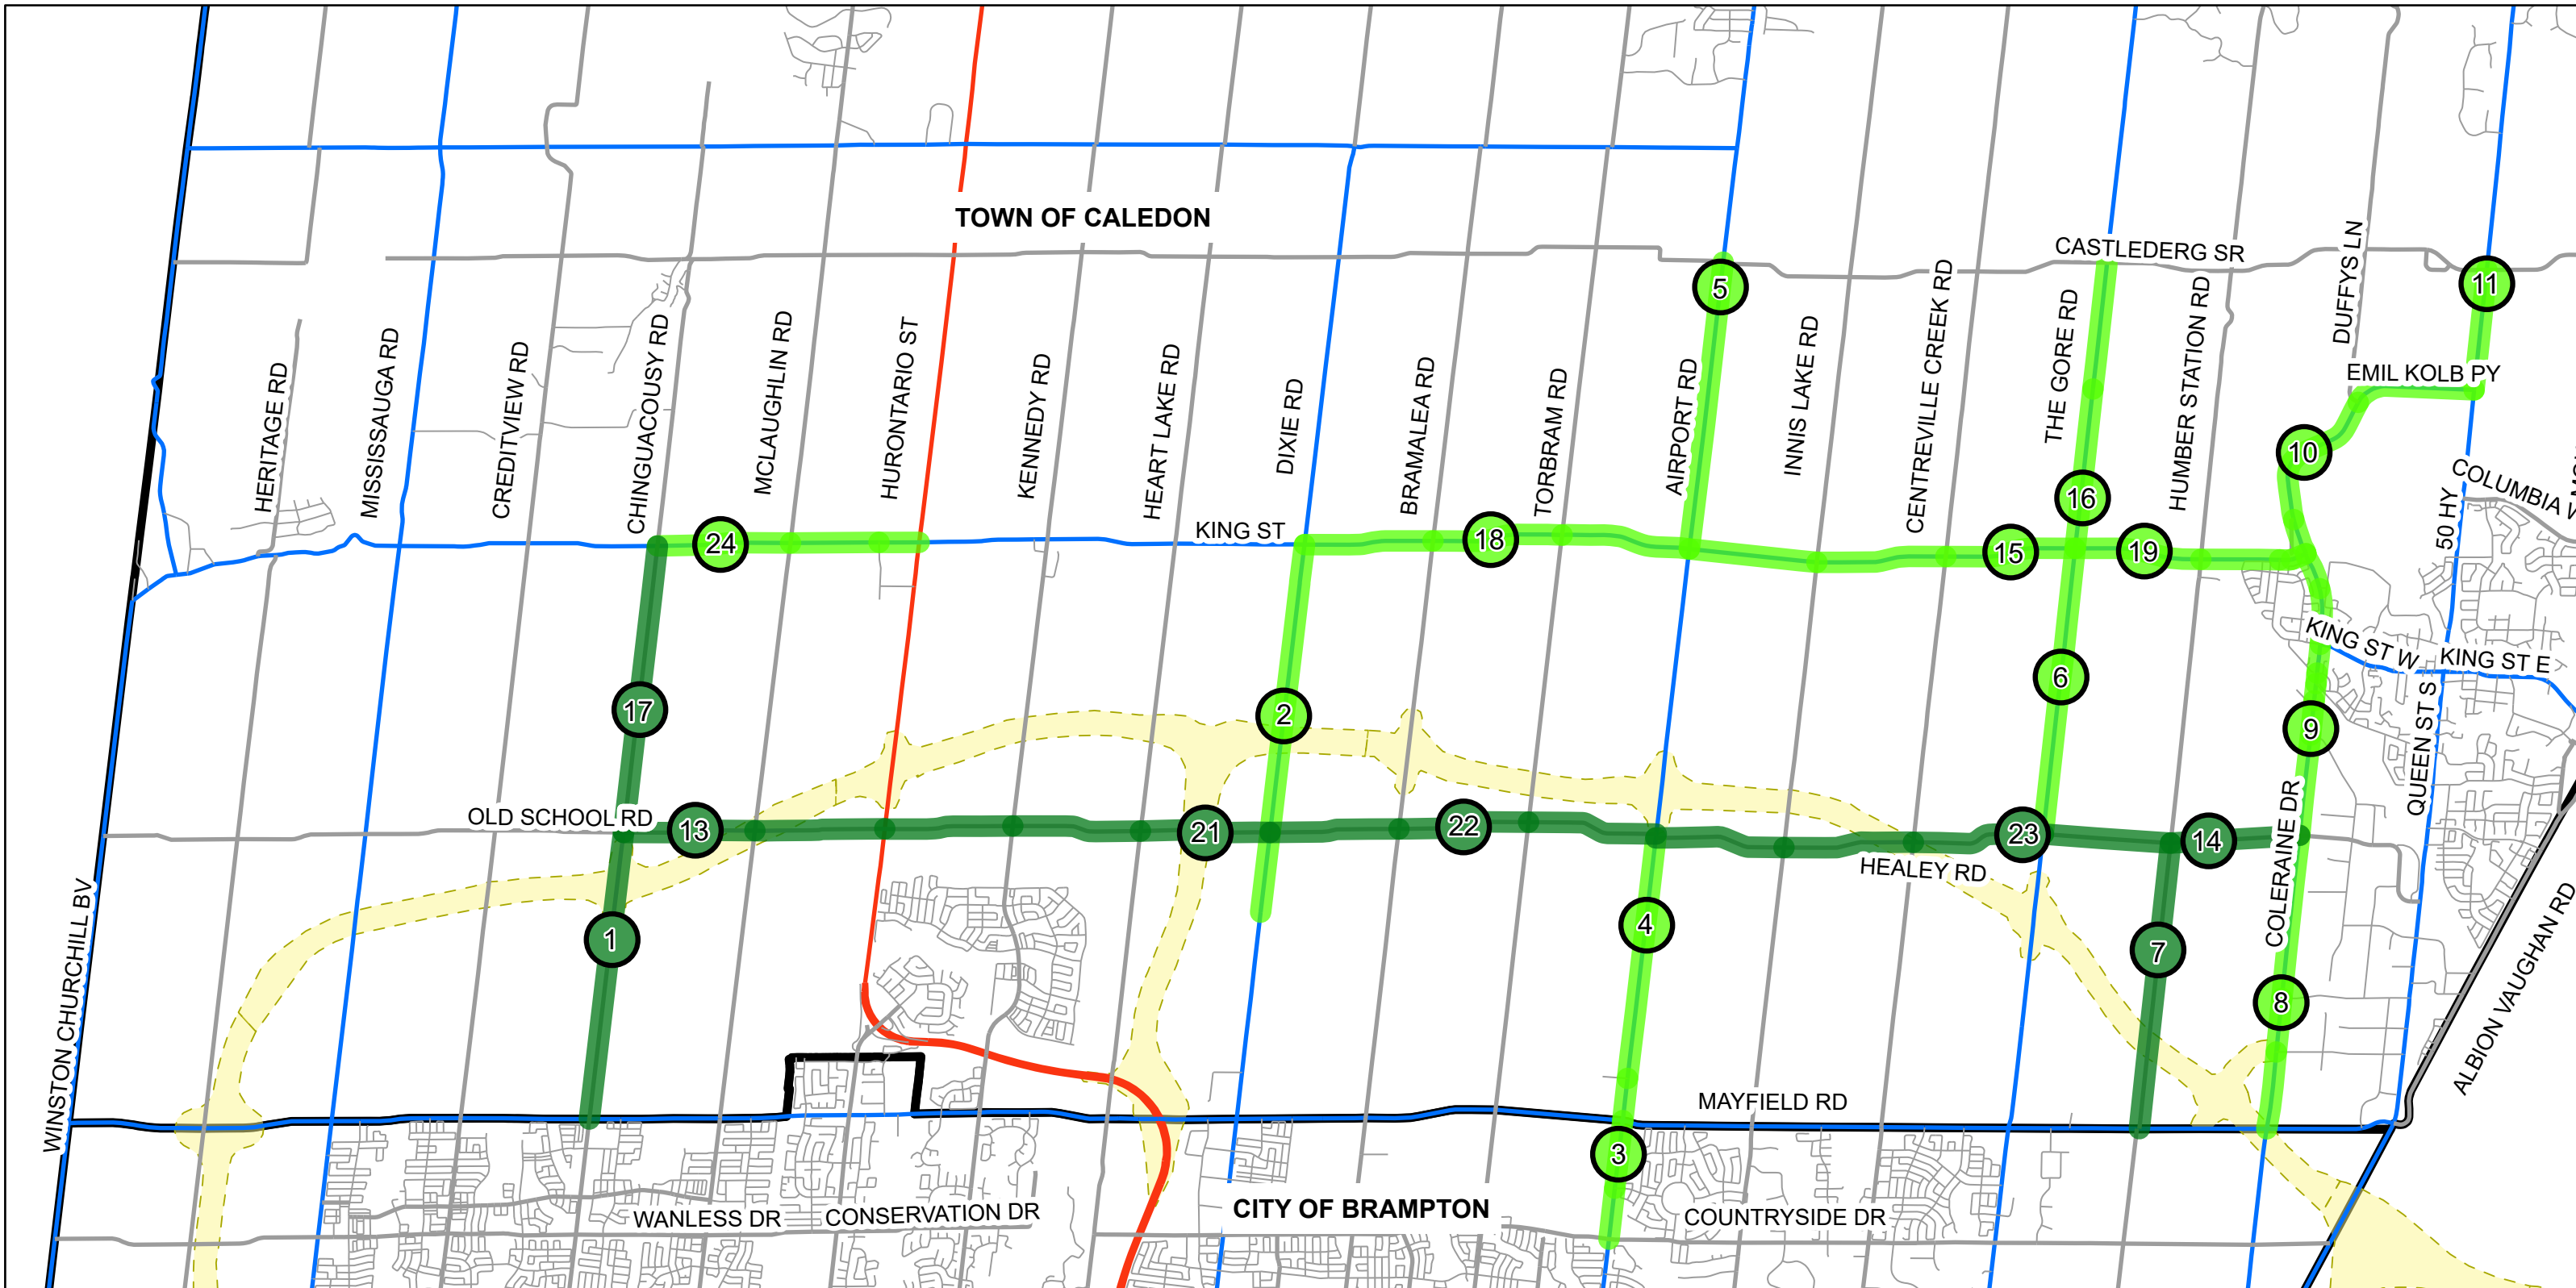 TOWN OF CALEDON
CASTLEDERG SR
DUFFYS LN
5
11
HERITAGE RD
MISSISSAUGA RD
CREDITVIEW RD
CHINGUACOUSY RD
MCLAUGHLIN RD
HURONTARIO ST
KENNEDY RD
HEART LAKE RD
DIXIE RD
BRAMALEA RD
TORBRAM RD
AIRPORT RD
INNIS LAKE RD
CENTREVILLE CREEK RD
THE GORE RD
HUMBER STATION RD
EMIL KOLB PY
10
16
COLUMBIA W
50 HY
KING ST
24
18
15
19
KING ST W
KING ST E
6
QUEEN ST S
17
2
9
OLD SCHOOL RD
13
21
22
23
14
HEALEY RD
COLERAINE DR
1
4
7
8
WINSTON CHURCHILL BV
ALBION VAUGHAN RD
MAYFIELD RD
3
WANLESS DR
CONSERVATION DR
CITY OF BRAMPTON
COUNTRYSIDE DR